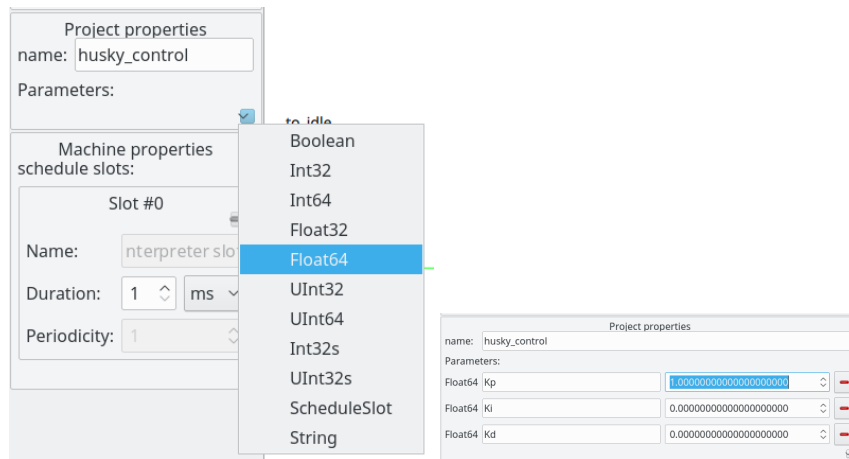 Project properties
name: husky_control
Parameters:
to_idle
Boolean
Machine properties
schedule slots:
Int32
Int64
Slot #0
Float32
Name: nterpreter slo
Float64
Duration: 1 ms
UInt32
UInt64
Periodicity: 1
Int32s
UInt32s
ScheduleSlot
String
Project properties
name: husky_control
Parameters:
Float64 Kp 1.00000000000000000000
Float64 Ki 0.00000000000000000000
Float64 Kd 0.00000000000000000000